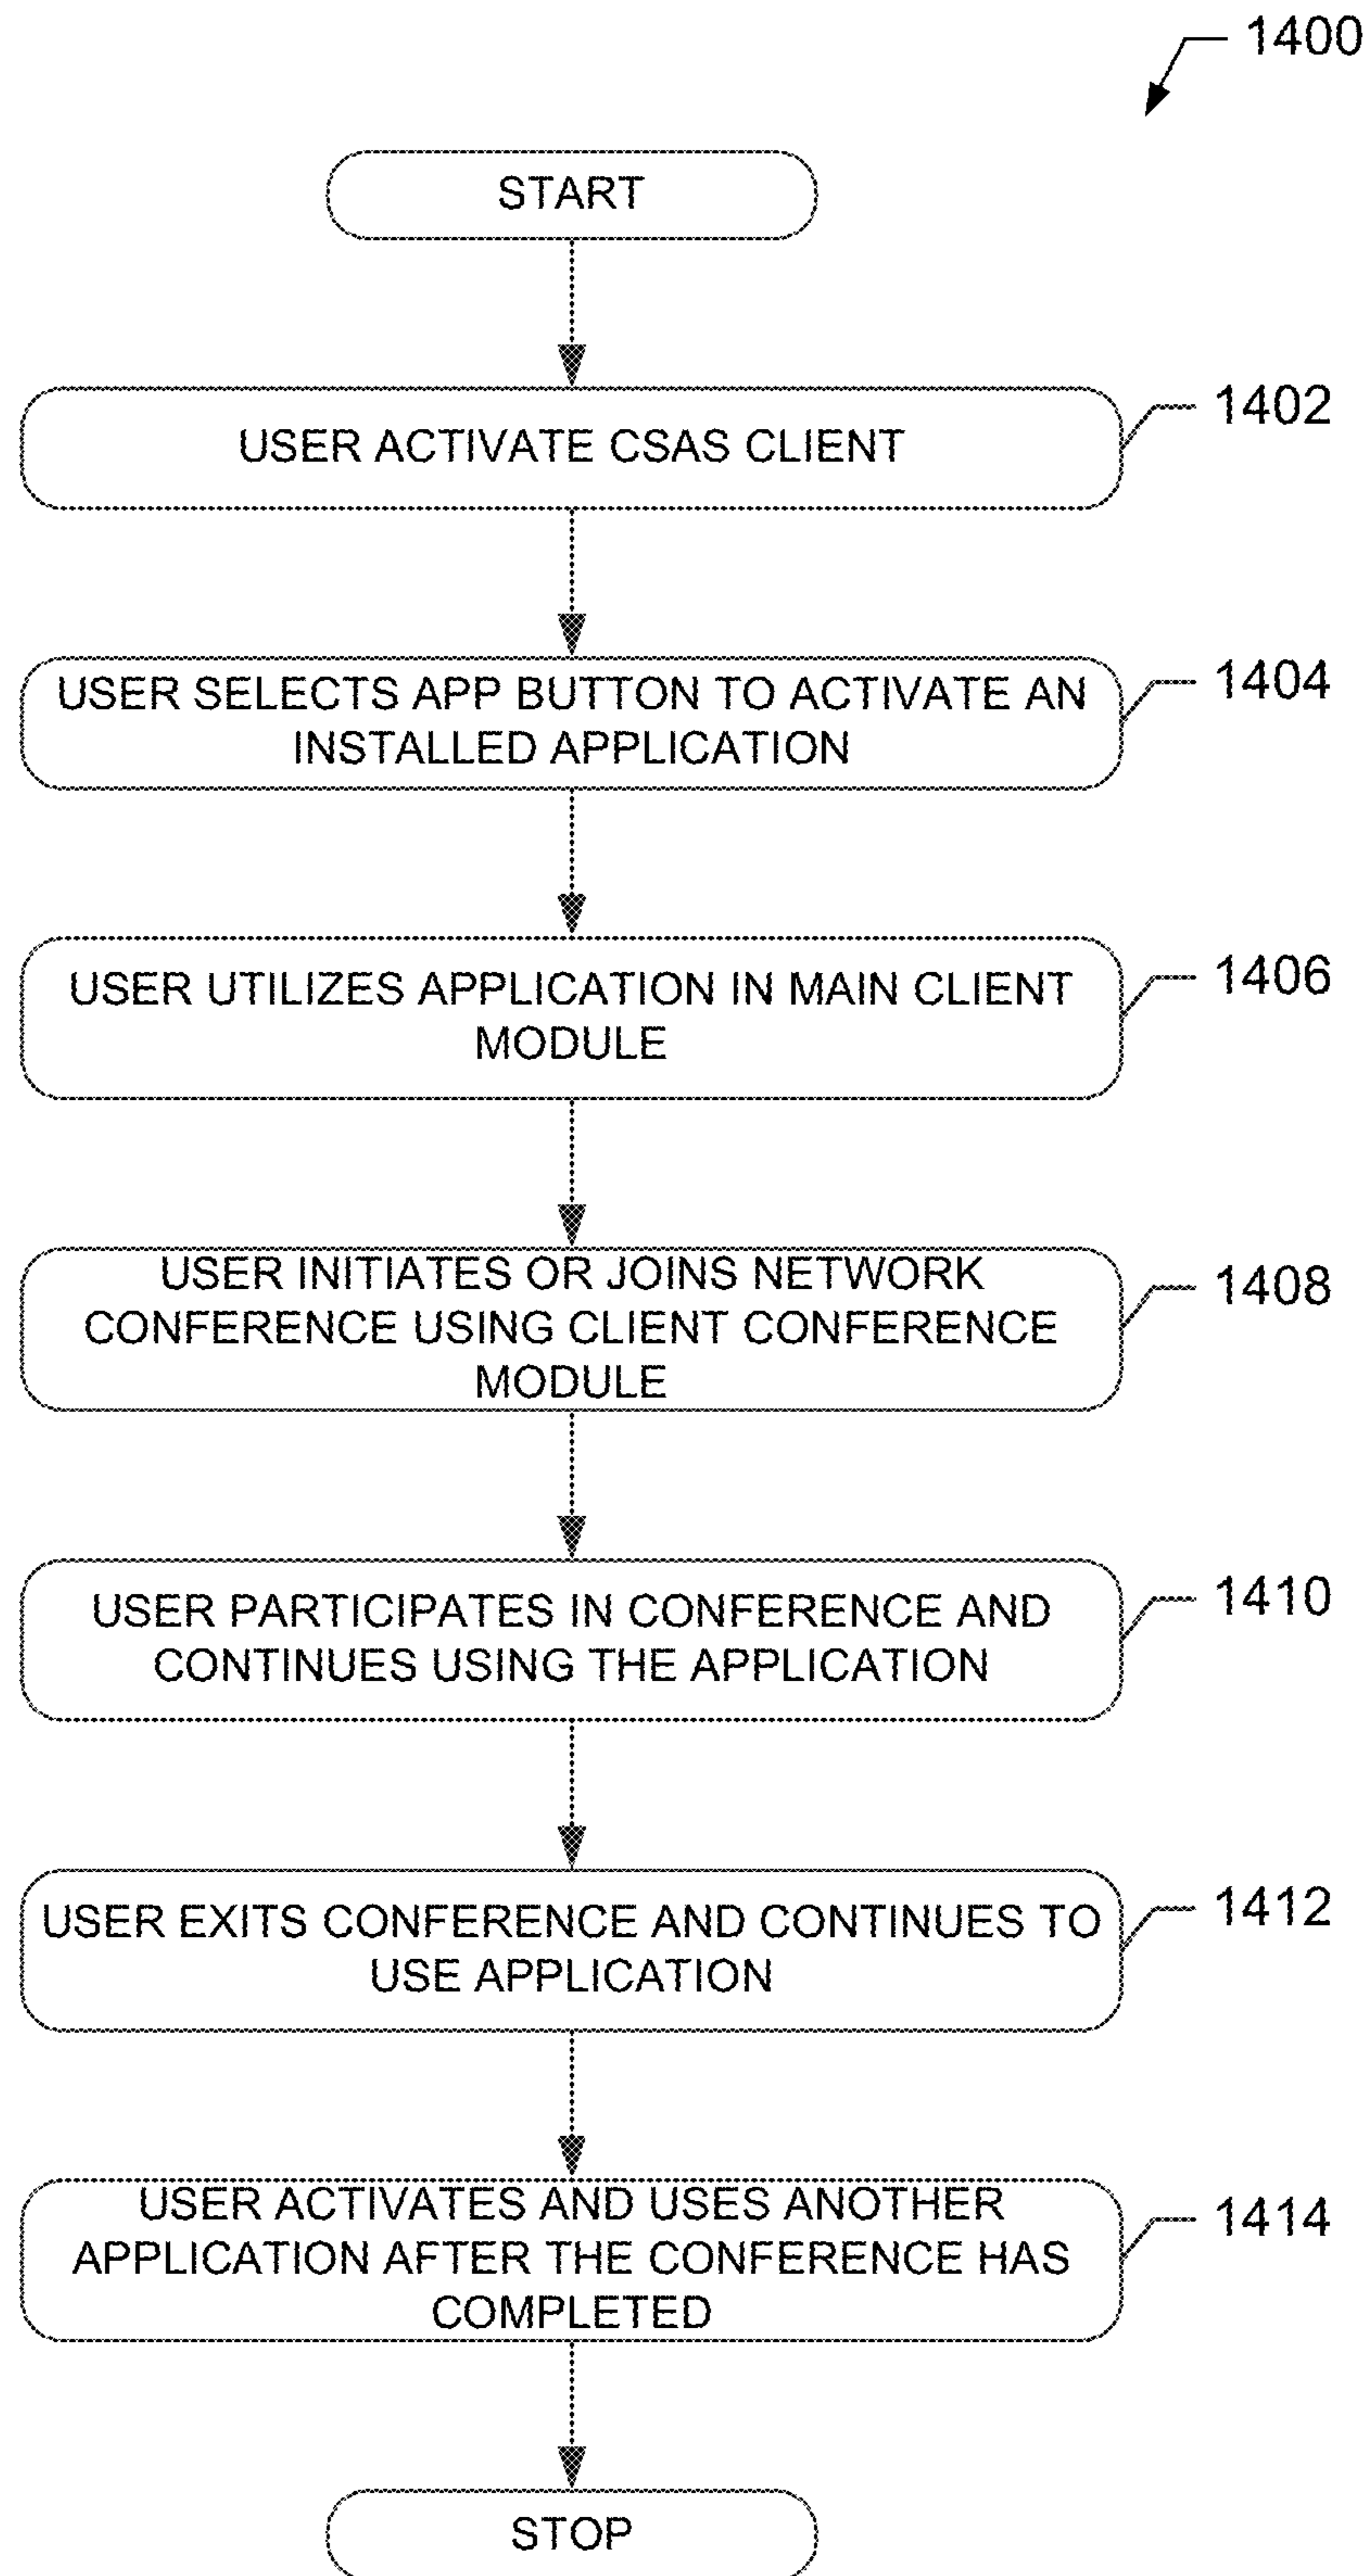 1400
START
USER ACTIVATE CSAS CLIENT
1402
USER SELECTS APP BUTTON TO ACTIVATE AN
INSTALLED APPLICATION
1404
USER UTILIZES APPLICATION IN MAIN CLIENT
MODULE
1406
USER INITIATES OR JOINS NETWORK
CONFERENCE USING CLIENT CONFERENCE
MODULE
1408
USER PARTICIPATES IN CONFERENCE AND
CONTINUES USING THE APPLICATION
1410
USER EXITS CONFERENCE AND CONTINUES TO
USE APPLICATION
1412
USER ACTIVATES AND USES ANOTHER
APPLICATION AFTER THE CONFERENCE HAS
COMPLETED
1414
STOP